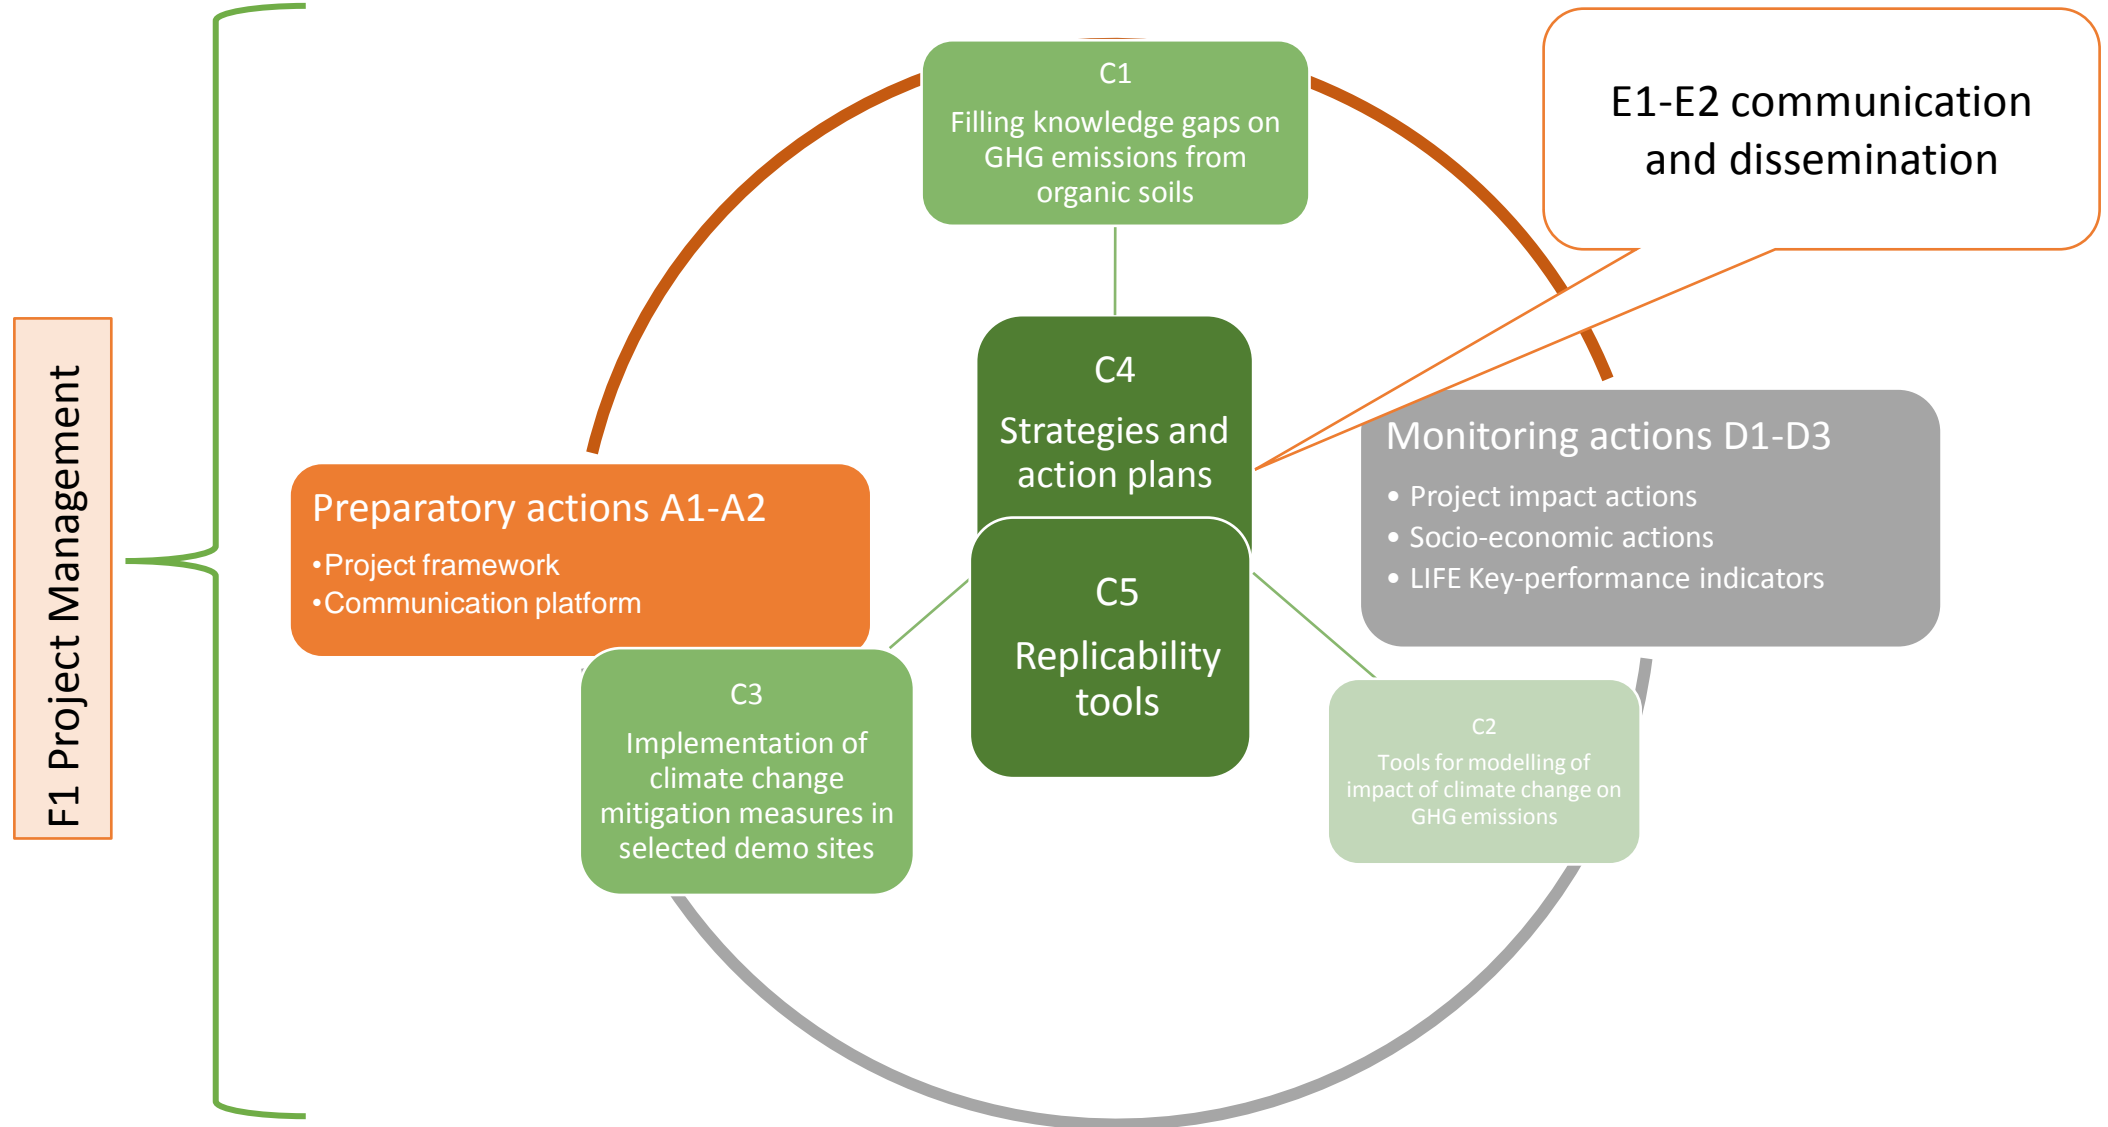 F1 Project Management
C1
Filling knowledge gaps on
GHG emissions from
organic soils
E1-E2 communication
and dissemination
C4
Strategies and
action plans
Preparatory actions A1-A2
•Project framework
•Communication platform
Monitoring actions D1-D3
• Project impact actions
• Socio-economic actions
• LIFE Key-performance indicators
C5
Replicability
tools
C3
Implementation of
climate change
mitigation measures in
selected demo sites
C2
Tools for modelling of
impact of climate change on
GHG emissions